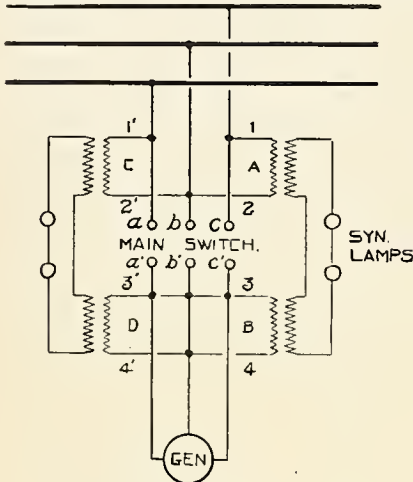 1' 1
C A
2' 2
a b c
MAIN SWITCH.
a' b' c'
SYN.
LAMPS
3' 3
D B
4' 4
GEN